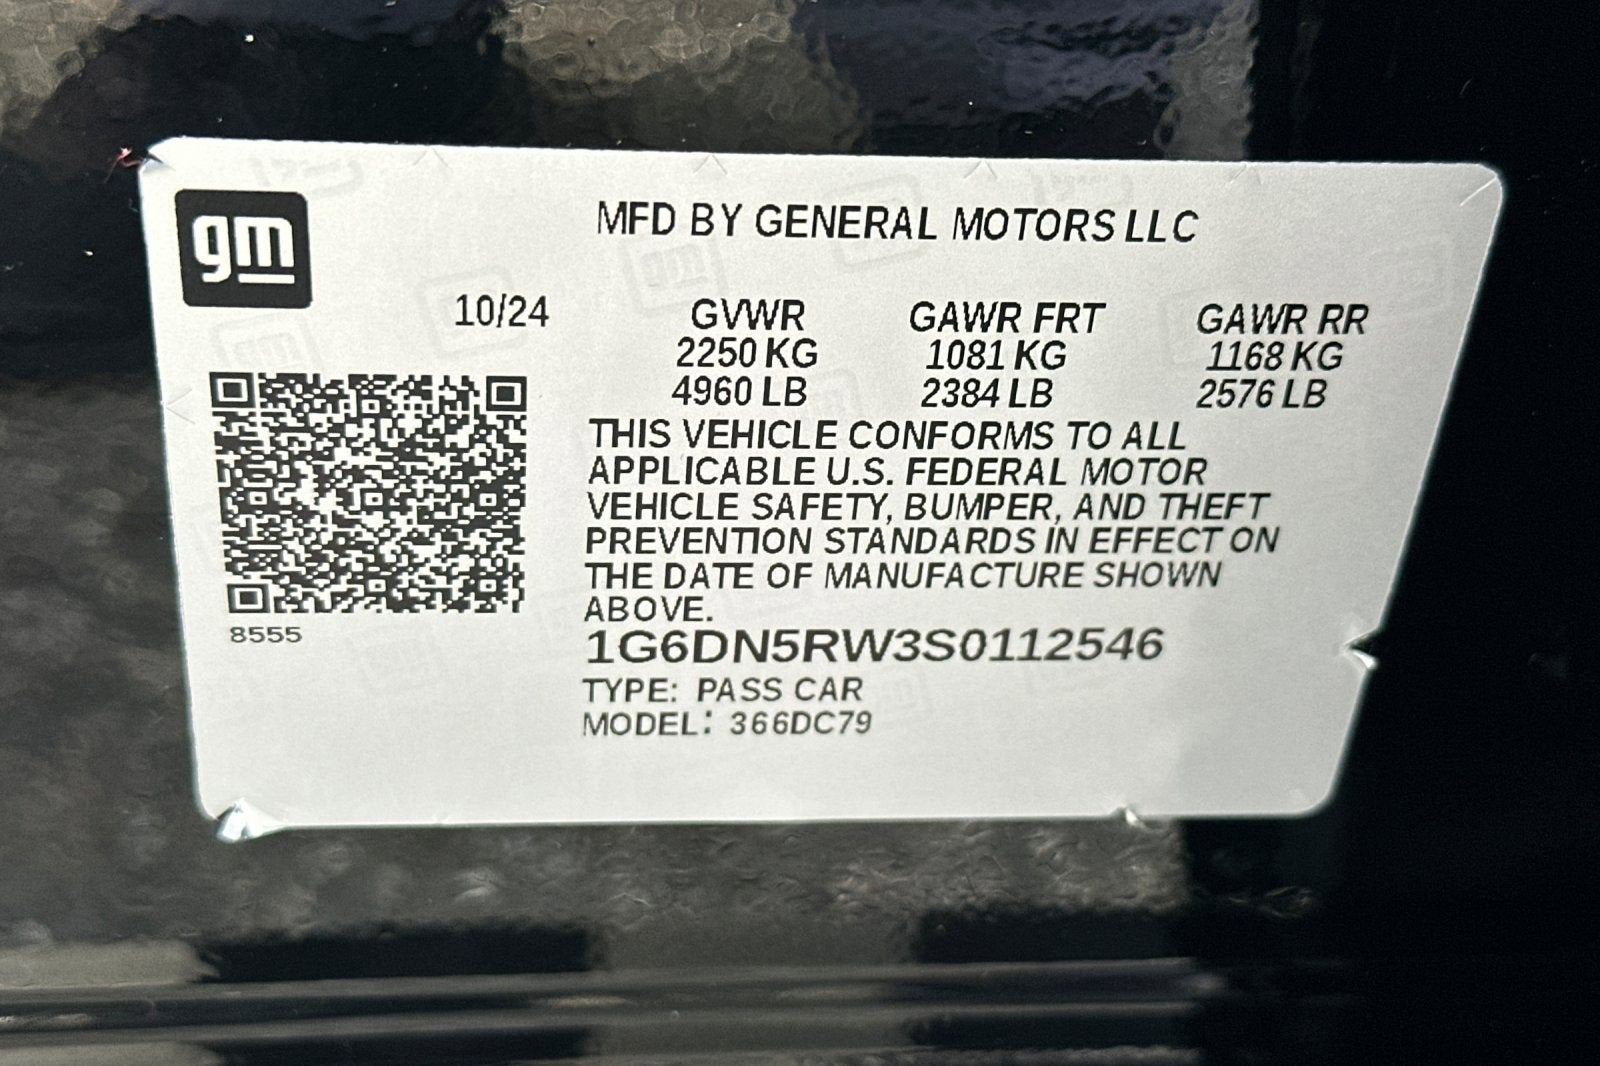 gm
MFD BY GENERAL MOTORS LLC
10/24 GVWR GAWR FRT GAWR RR
2250 KG 1081 KG 1168 KG
4960 LB 2384 LB 2576 LB
THIS VEHICLE CONFORMS TO ALL
APPLICABLE U.S. FEDERAL MOTOR
VEHICLE SAFETY, BUMPER, AND THEFT
PREVENTION STANDARDS IN EFFECT ON
THE DATE OF MANUFACTURE SHOWN
ABOVE.
8555
1G6DN5RW3S0112546
TYPE: PASS CAR
MODEL: 366DC79